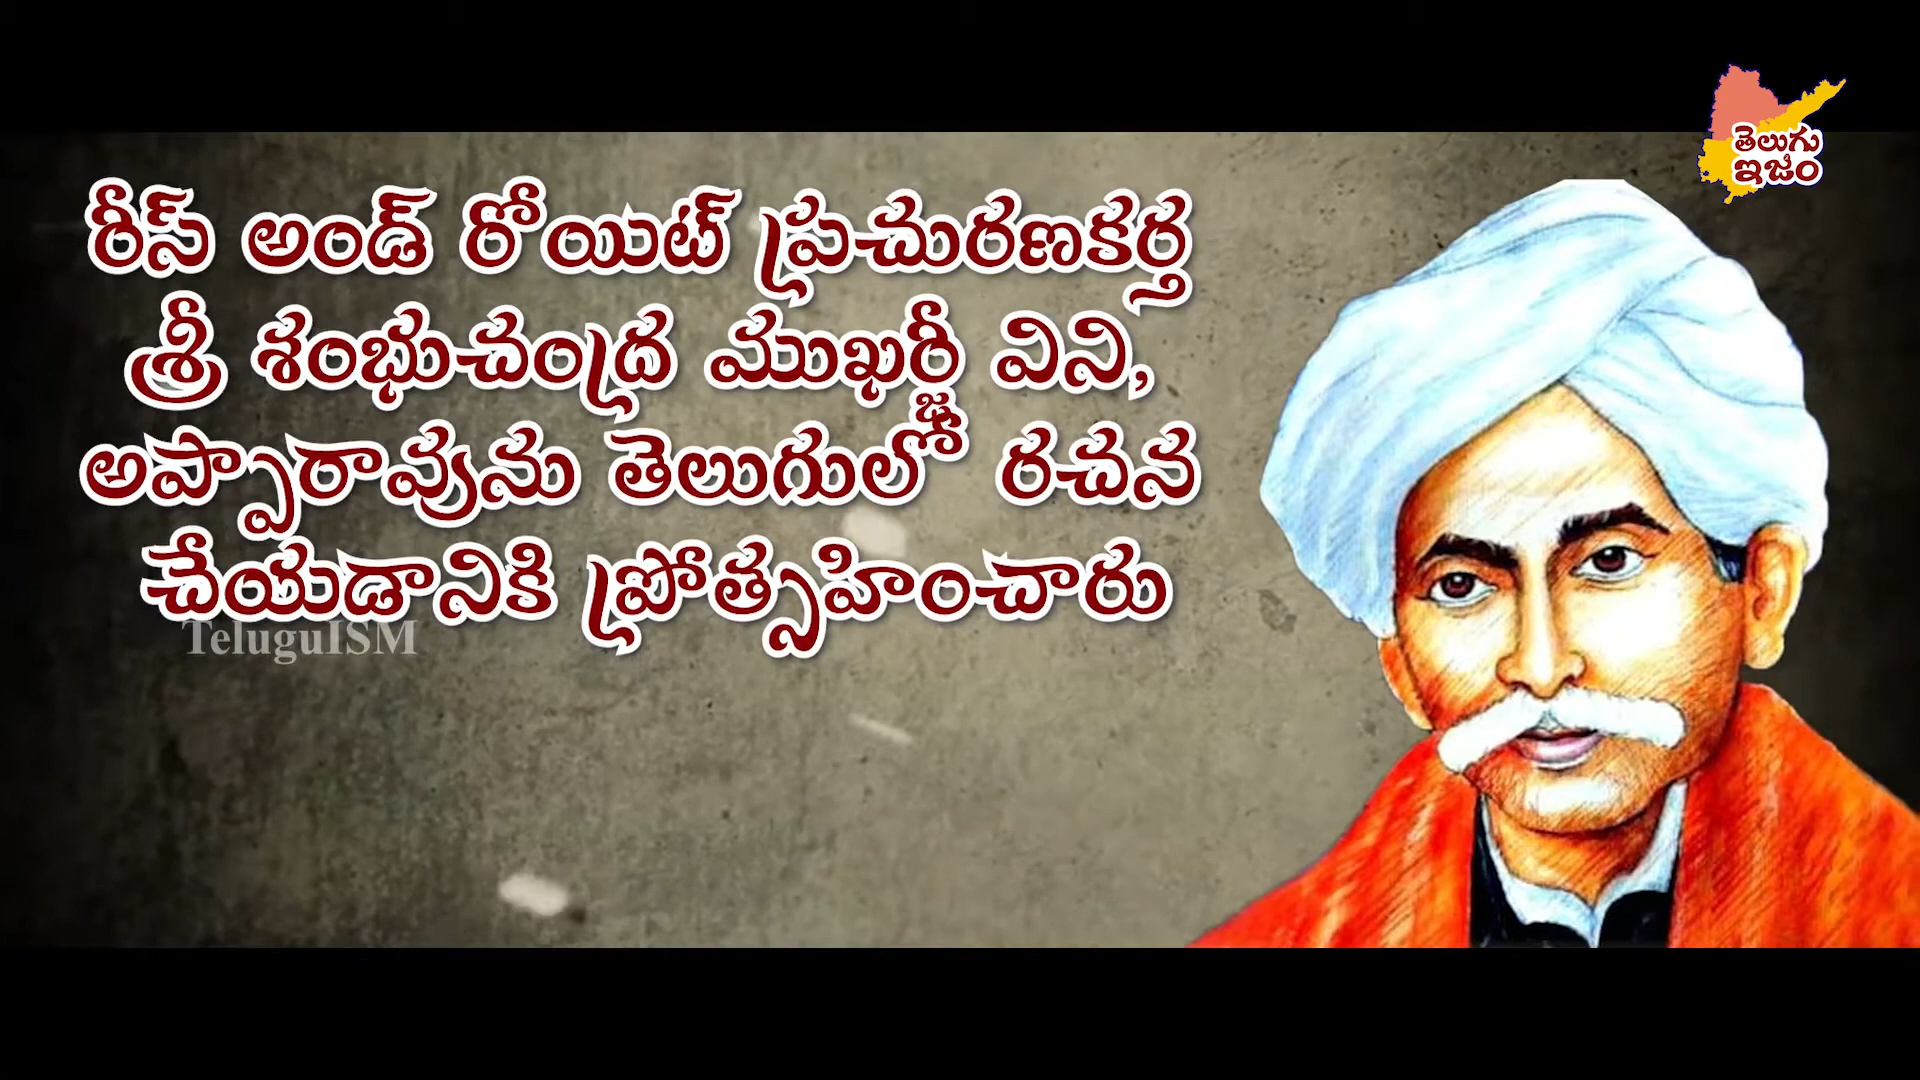 తెలుగు
ఇజం
రీస్ అండ్ రోయిట్ ప్రచురణకర్త
శ్రీ శంభుచంద్ర ముఖర్జీ విని,
అప్పారావును తెలుగులో రచన
చేయడానికి ప్రోత్సహించారు
TeluguISM